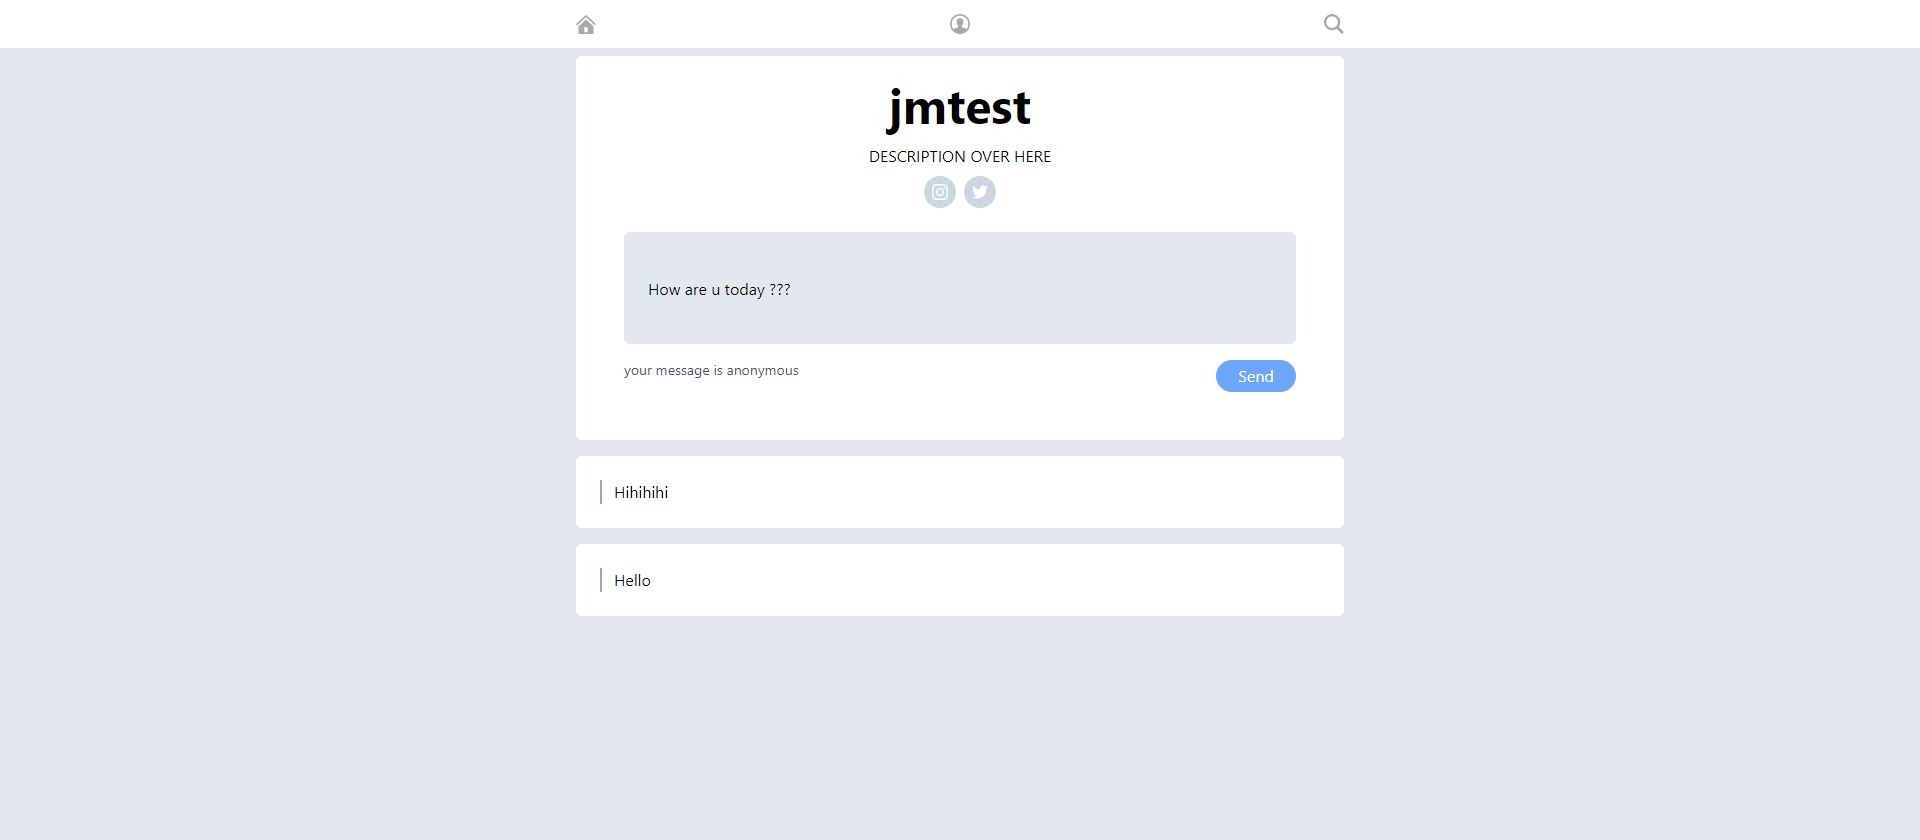 jmtest
DESCRIPTION OVER HERE
How are u today ???
your message is anonymous
Send
Hihihihi
Hello